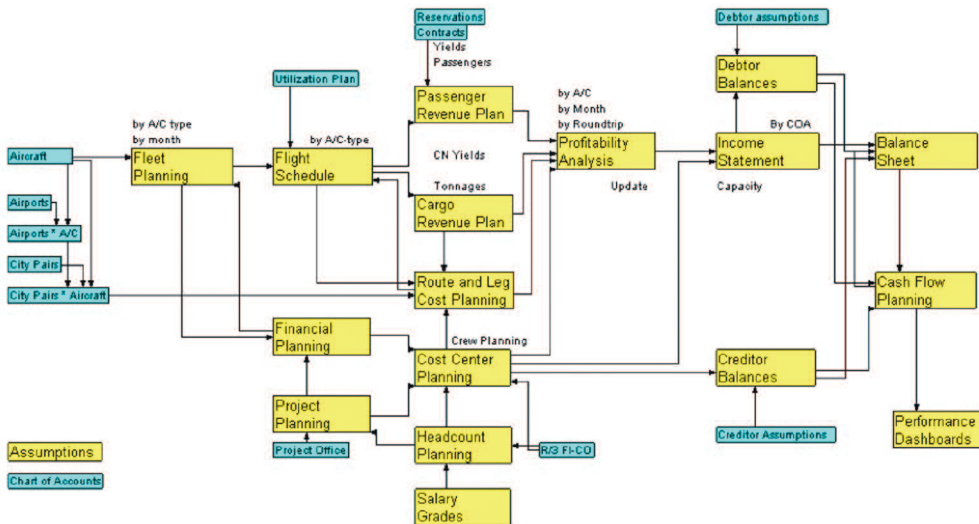 Reservations
Contracts
Debtor assumptions
Yields
Passengers
Utilization Plan
Debtor
Balances
by A/C
by Month
by Roundtrip
Passenger
Revenue Plan
by A/C type
by month
by A/C-type
By COA
Aircraft
Fleet
Planning
Flight
Schedule
CN Yields
Profitability
Analysis
Income
Statement
Balance
Sheet
Tonnages
Update
Capacity
Airports
Cargo
Revenue Plan
Airports * A/C
City Pairs
Route and Leg
Cost Planning
Cash Flow
Planning
City Pairs * Aircraft
Financial
Planning
Crew Planning
Cost Center
Planning
Creditor
Balances
Project
Planning
Performance
Dashboards
Headcount
Planning
Creditor Assumptions
Assumptions
Project Office
R/3 FI-CO
Chart of Accounts
Salary
Grades